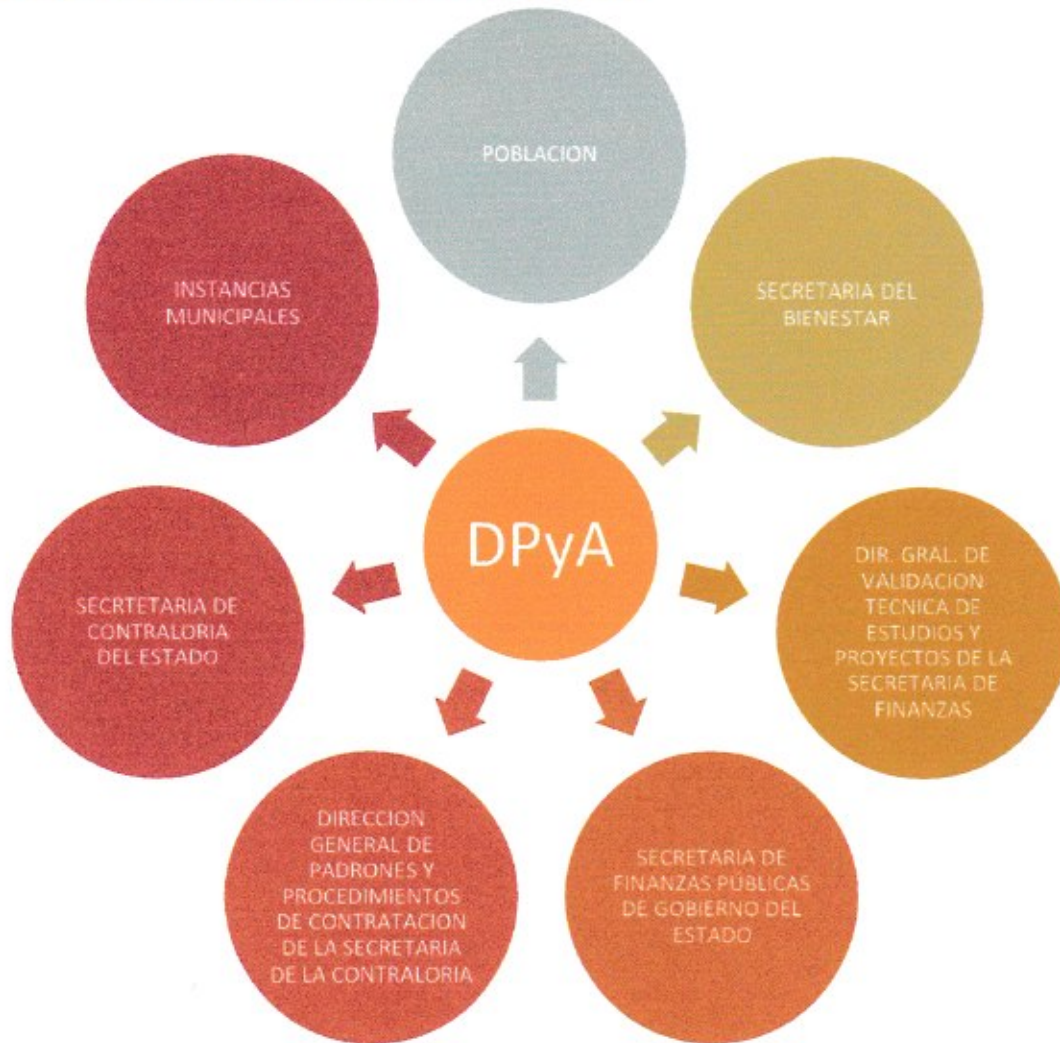 POBLACION
SECRETARIA DEL
BIENESTAR
DIR. GRAL. DE
VALIDACION
TECNICA DE
ESTUDIOS Y
PROYECTOS DE LA
SECRETARIA DE
FINANZAS
SECRETARIA DE
FINANZAS PUBLICAS
DE GOBIERNO DEL
ESTADO
DIRECCION
GENERAL DE
PADRONES Y
PROCEDIMIENTOS
DE CONTRATACION
DE LA SECRETARIA
DE LA CONTRALORIA
SECRTETARIA DE
CONTRALORIA
DEL ESTADO
INSTANCIAS
MUNICIPALES
DPyA